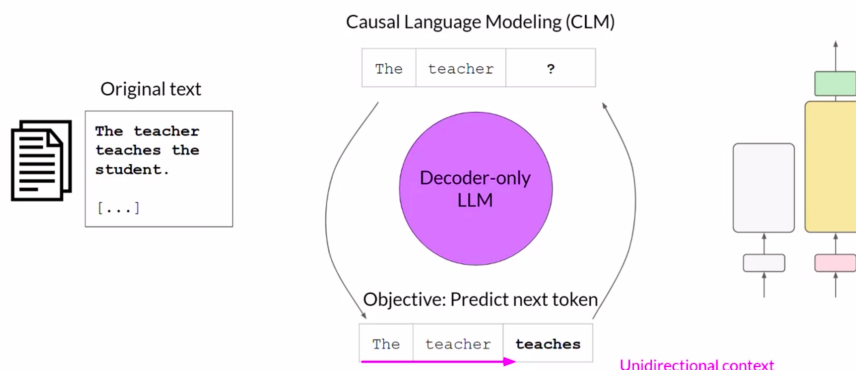 Causal Language Modeling (CLM)
The teacher ?
Original text
The teacher
teaches the
student.
[...]
Decoder-only
LLM
Objective: Predict next token
The teacher teaches
Unidirectional context